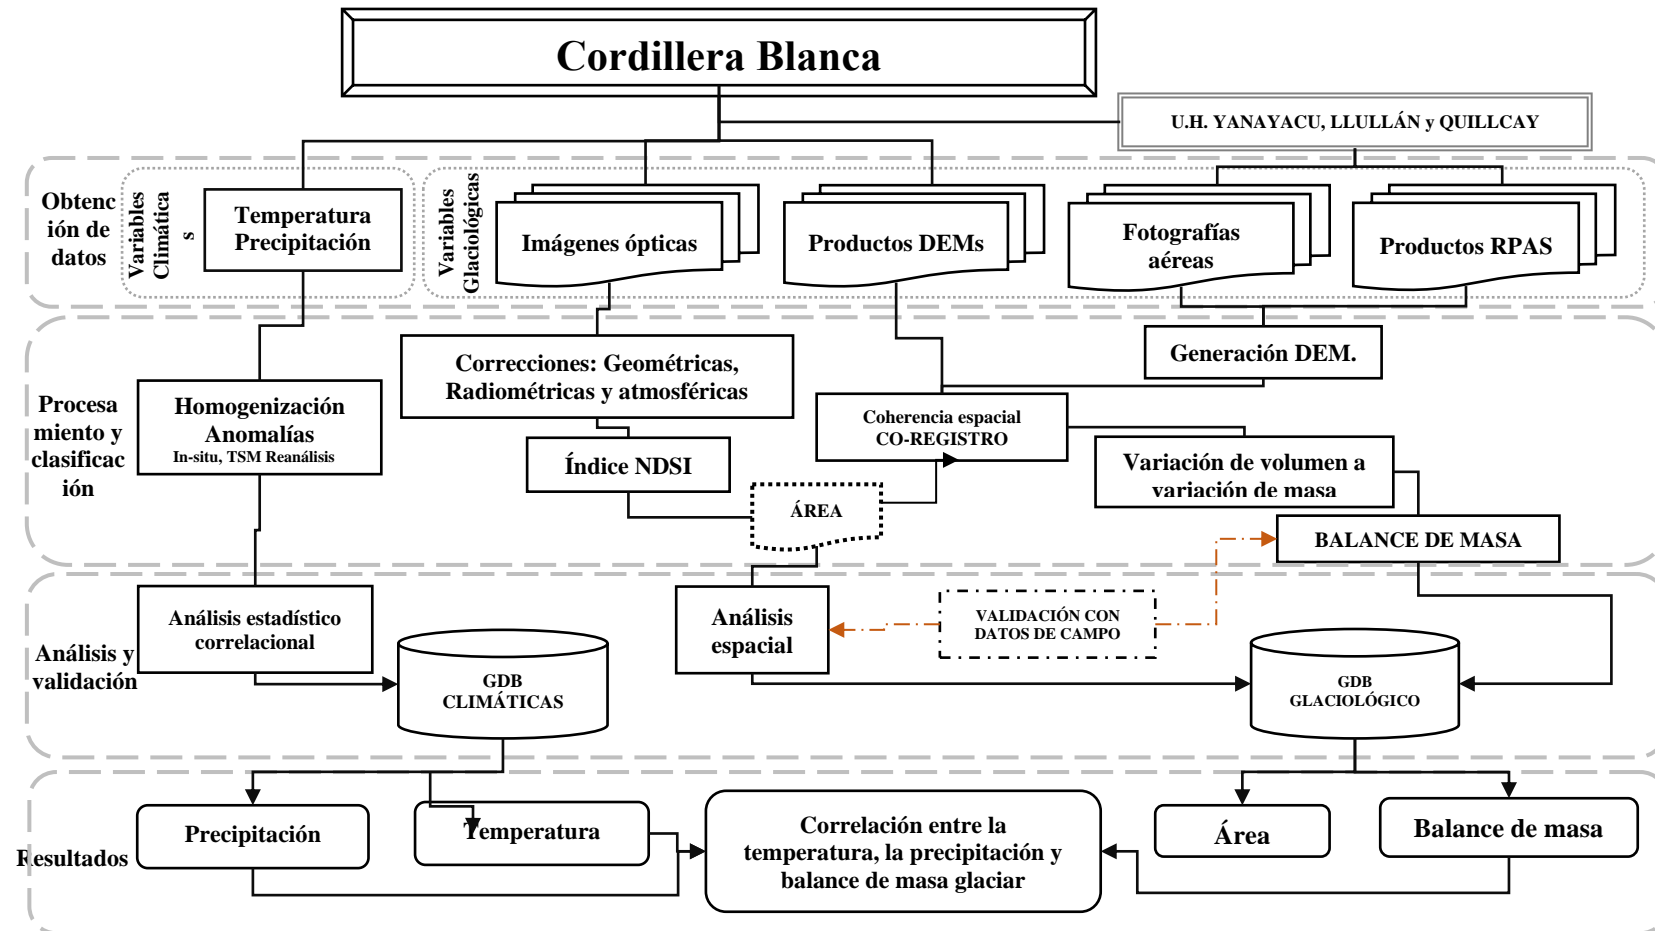 Cordillera Blanca
U.H. YANAYACU, LLULLÁN y QUILLCAY
Obtenc
ión de
datos
Variables
Climática
s
Temperatura
Precipitación
Variables
Glaciológicas
Imágenes ópticas
Productos DEMs
Fotografías
aéreas
Productos RPAS
Procesa
miento y
clasificac
ión
Homogenización
Anomalías
In-situ, TSM Reanálisis
Correcciones: Geométricas,
Radiométricas y atmosféricas
Índice NDSI
ÁREA
Coherencia espacial
CO-REGISTRO
Generación DEM.
Variación de volumen a
variación de masa
BALANCE DE MASA
Análisis y
validación
Análisis estadístico
correlacional
GDB
CLIMÁTICAS
Análisis
espacial
VALIDACIÓN CON
DATOS DE CAMPO
GDB
GLACIOLÓGICO
Resultados
Precipitación
Temperatura
Correlación entre la
temperatura, la precipitación y
balance de masa glaciar
Área
Balance de masa